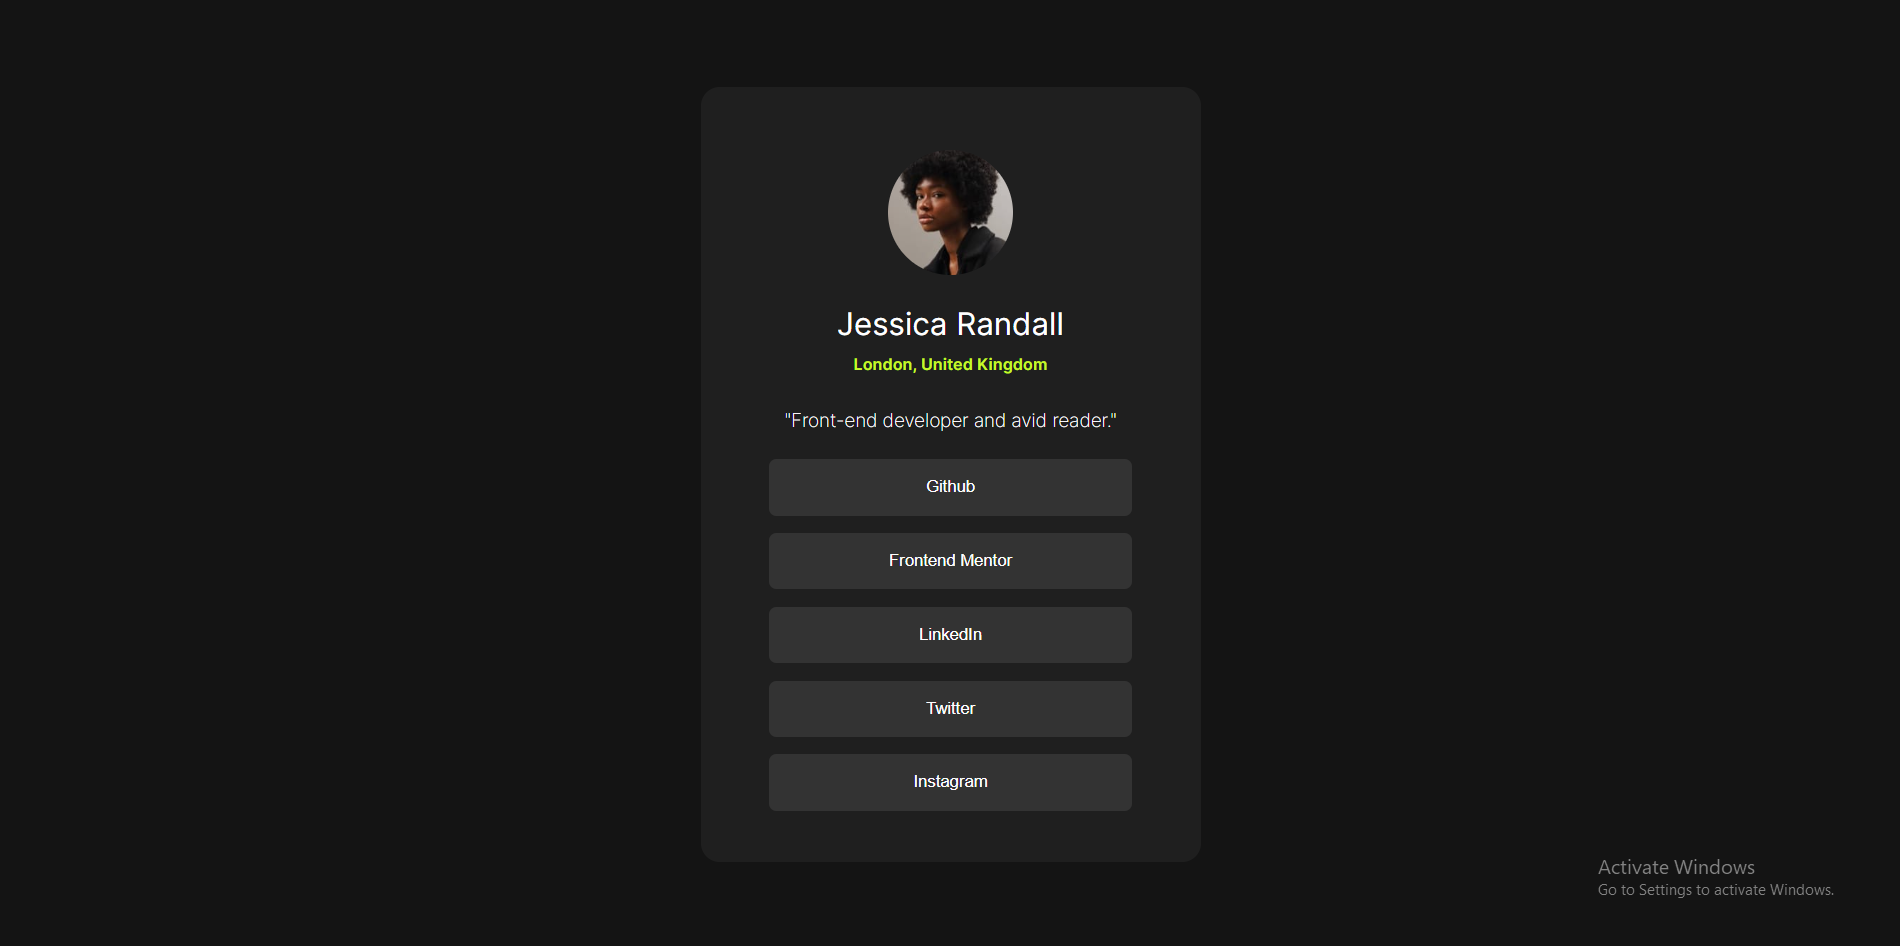 Jessica Randall
London, United Kingdom
"Front-end developer and avid reader."
Github
Frontend Mentor
LinkedIn
Twitter
Instagram
Activate Windows
Go to Settings to activate Windows.